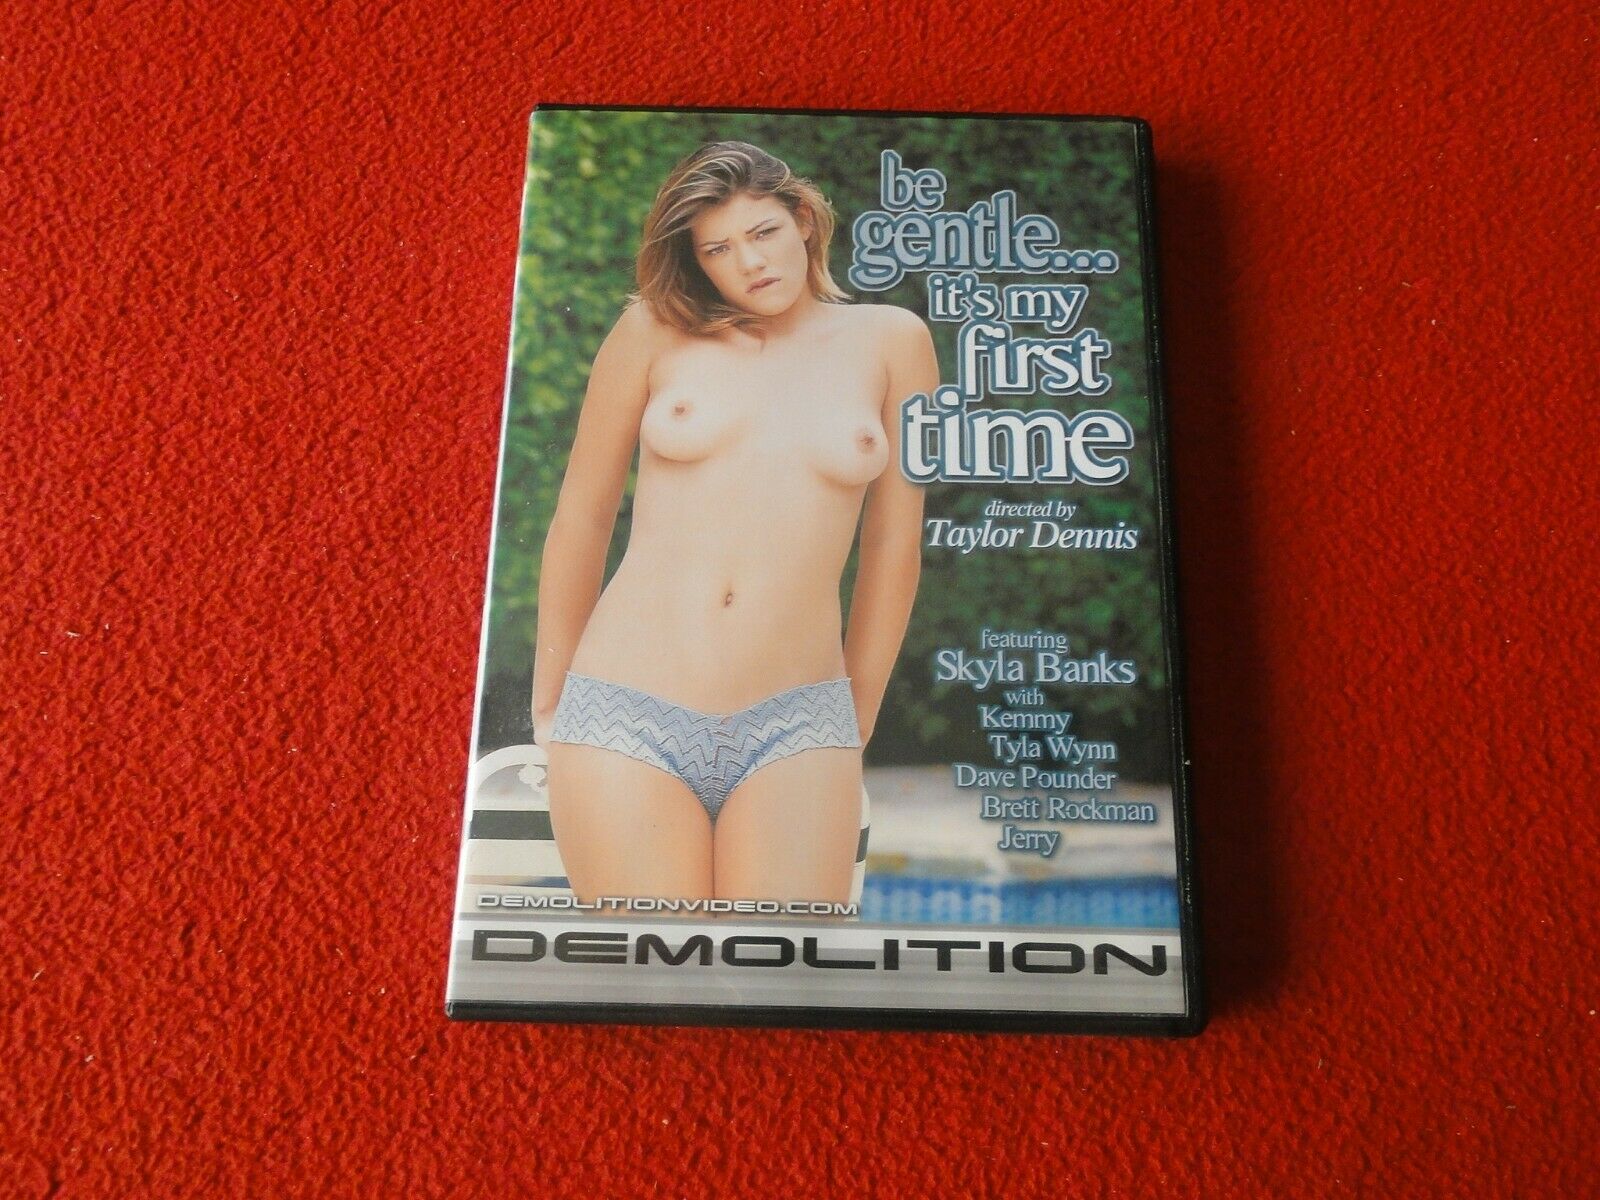 be
gentle...
it's my
first
time
directed by
Taylor Dennis
featuring
Skyla Banks
with
Kemmy
Tyla Wynn
Dave Pounder
Brett Rockman
Jerry
DEMOLITIONVIDEO.COM
DEMOLITION